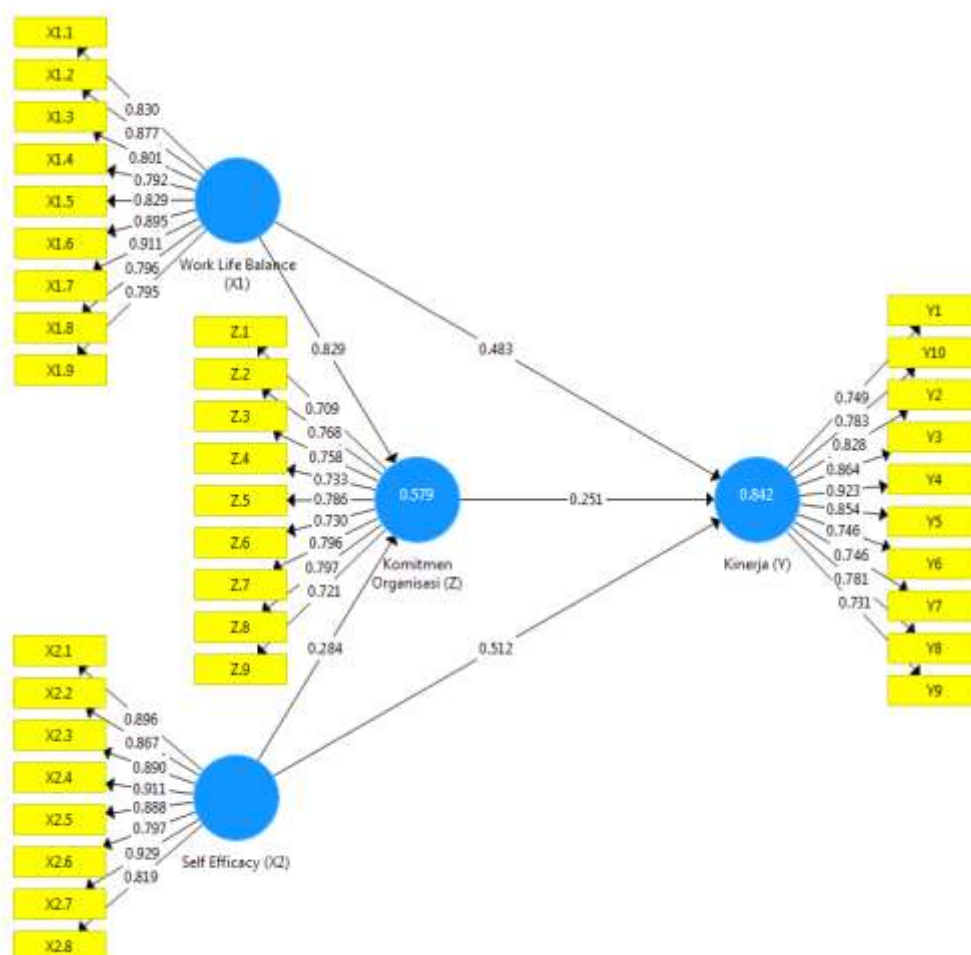 X1.1
X1.2
X1.3
X1.4
X1.5
X1.6
X1.7
X1.8
X1.9
0.830
0.877
0.801
0.792
0.829
0.895
0.911
0.796
0.795
Work Life Balance
(X1)
0.829
0.483
Z.1
Z.2
Z.3
Z.4
Z.5
Z.6
Z.7
Z.8
Z.9
0.709
0.768
0.758
0.733
0.786
0.730
0.796
0.797
0.721
0.579
Komitmen
Organisasi (Z)
0.251
0.842
Kinerja (Y)
0.749
0.783
0.828
0.864
0.923
0.854
0.746
0.746
0.781
0.731
Y1
Y10
Y2
Y3
Y4
Y5
Y6
Y7
Y8
Y9
0.284
0.512
X2.1
X2.2
X2.3
X2.4
X2.5
X2.6
X2.7
X2.8
0.896
0.867
0.890
0.911
0.888
0.797
0.929
0.819
Self Efficacy (X2)